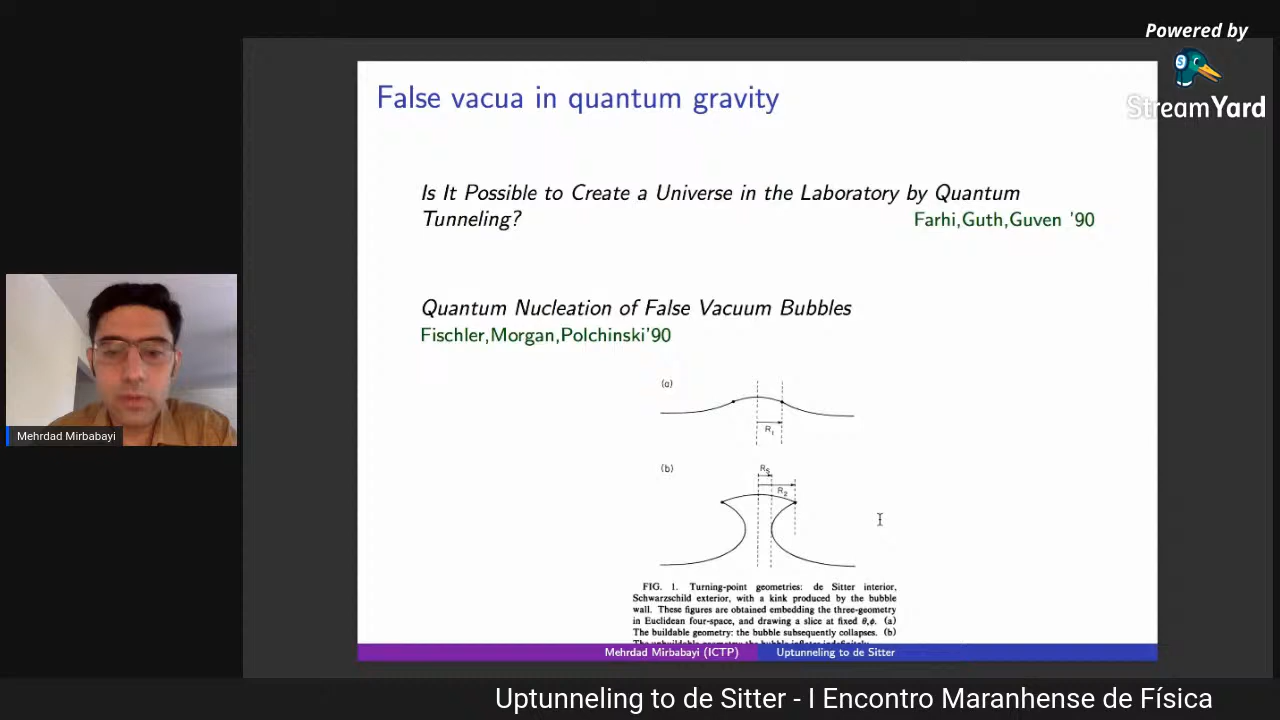 Powered by
StreamYard
False vacua in quantum gravity
Is It Possible to Create a Universe in the Laboratory by Quantum
Tunneling?
Farhi,Guth,Guven '90
Quantum Nucleation of False Vacuum Bubbles
Fischler,Morgan,Polchinski'90
(a)
R₁
(b)
Rₛ
R₂
FIG. 1. Turning-point geometries: de Sitter interior,
Schwarzschild exterior, with a kink produced by the bubble
wall. These figures are obtained embedding the three-geometry
in Euclidean four-space, and drawing a slice at fixed θ,ϕ. (a)
The buildable geometry: the bubble subsequently collapses. (b)
Mehrdad Mirbabayi (ICTP)
Uptunneling to de Sitter
Mehrdad Mirbabayi
Uptunneling to de Sitter - I Encontro Maranhense de Física